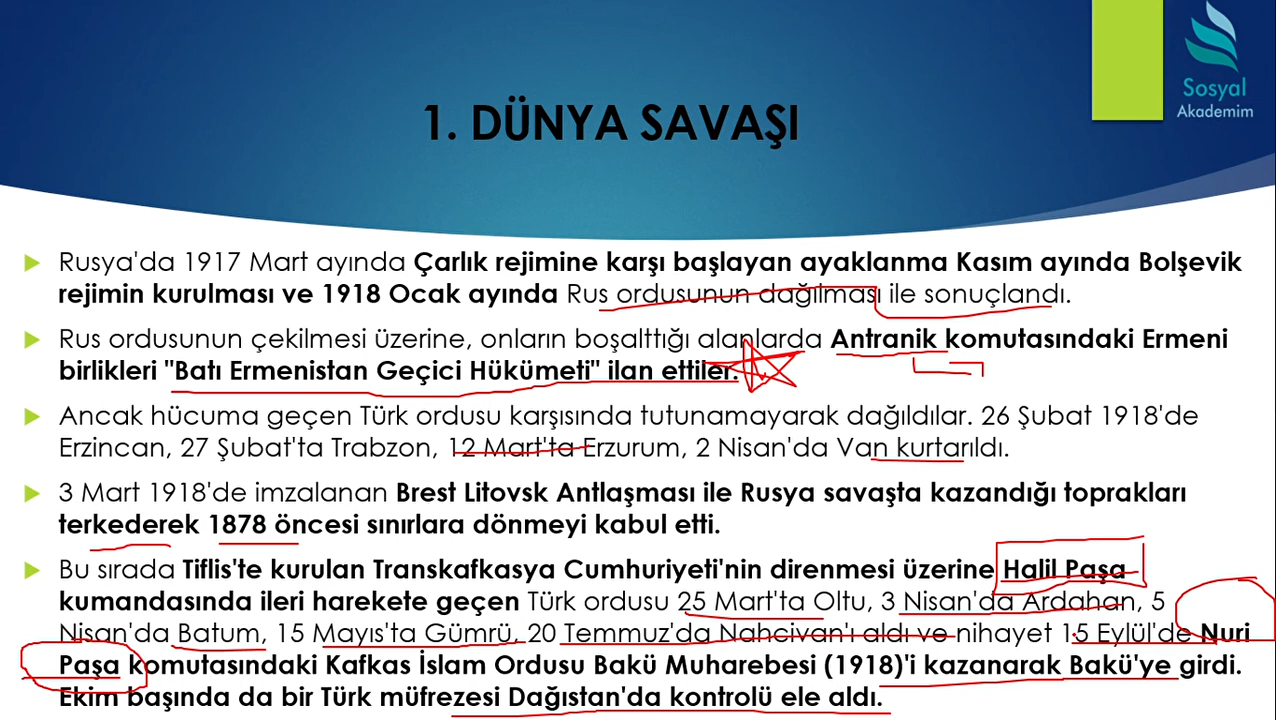 Sosyal
Akademim
1. DÜNYA SAVAŞI
Rusya'da 1917 Mart ayında Çarlık rejimine karşı başlayan ayaklanma Kasım ayında Bolşevik
rejimin kurulması ve 1918 Ocak ayında Rus ordusunun dağılması ile sonuçlandı.
Rus ordusunun çekilmesi üzerine, onların boşalttığı alanlarda Antranik komutasındaki Ermeni
birlikleri "Batı Ermenistan Geçici Hükümeti" ilan ettiler.
Ancak hücuma geçen Türk ordusu karşısında tutunamayarak dağıldılar. 26 Şubat 1918'de
Erzincan, 27 Şubat'ta Trabzon, 12 Mart'ta Erzurum, 2 Nisan'da Van kurtarıldı.
3 Mart 1918'de imzalanan Brest Litovsk Antlaşması ile Rusya savaşta kazandığı toprakları
terkederek 1878 öncesi sınırlara dönmeyi kabul etti.
Bu sırada Tiflis'te kurulan Transkafkasya Cumhuriyeti'nin direnmesi üzerine Halil Paşa
kumandasında ileri harekete geçen Türk ordusu 25 Mart'ta Oltu, 3 Nisan'da Ardahan, 5
Nisan'da Batum, 15 Mayıs'ta Gümrü, 20 Temmuz'da Nahcivan'ı aldı ve nihayet 15 Eylül'de Nuri
Paşa komutasındaki Kafkas İslam Ordusu Bakü Muharebesi (1918)'i kazanarak Bakü'ye girdi.
Ekim başında da bir Türk müfrezesi Dağıstan'da kontrolü ele aldı.